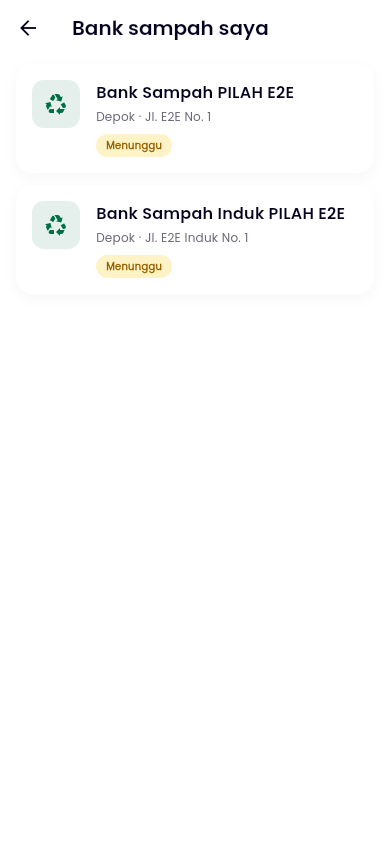 Bank sampah saya
Bank Sampah PILAH E2E
Depok · Jl. E2E No. 1
Menunggu
Bank Sampah Induk PILAH E2E
Depok · Jl. E2E Induk No. 1
Menunggu